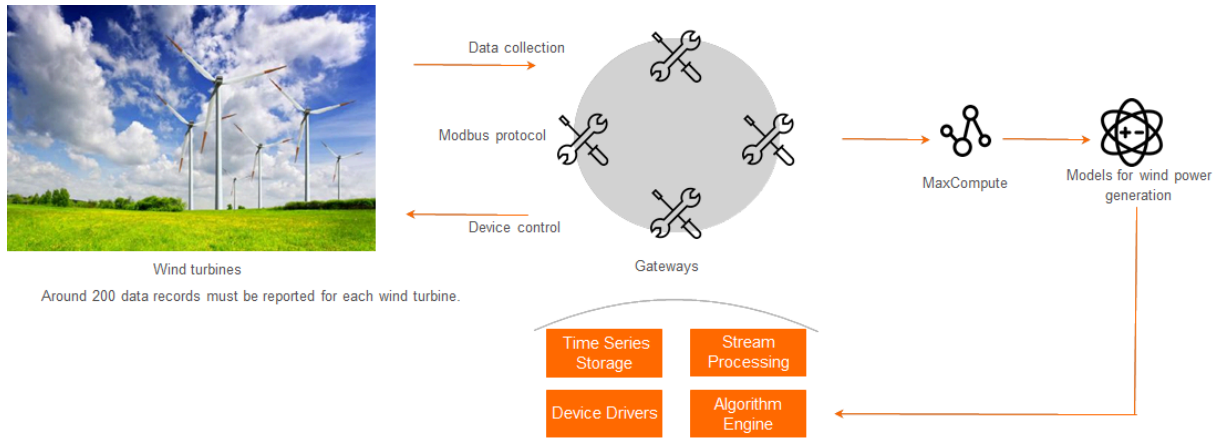 Data collection
Modbus protocol
Device control
Wind turbines
Around 200 data records must be reported for each wind turbine.
Gateways
MaxCompute
Models for wind power
generation
Time Series
Storage
Stream
Processing
Device Drivers
Algorithm
Engine